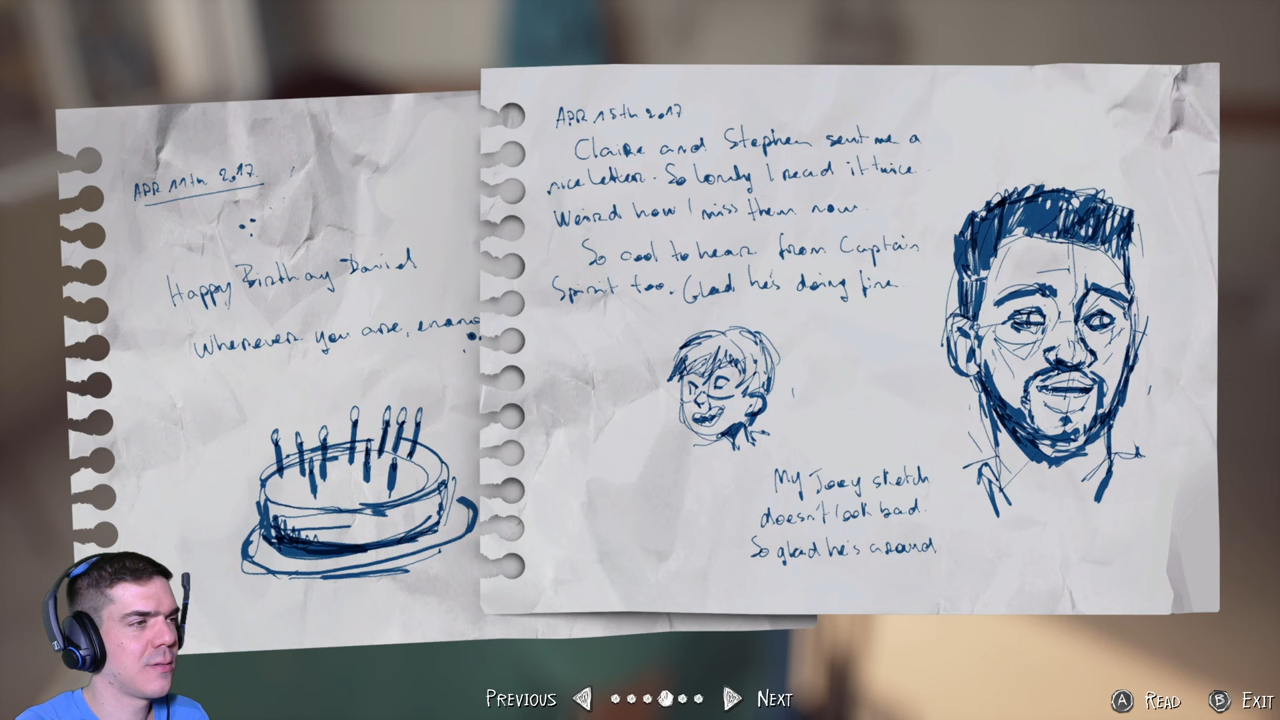 APR 11th 2017.
Happy Birthday Daniel
Wherever you are, enano
APR 15th 2017
Claire and Stephen sent me a
nice letter. So lonely I read it twice.
Weird how I miss them now.
So cool to hear from Captain
Spirit too. Glad he's doing fine.
My Joey sketch
doesn't look bad.
So glad he's around
PREVIOUS
NEXT
A READ
B EXIT